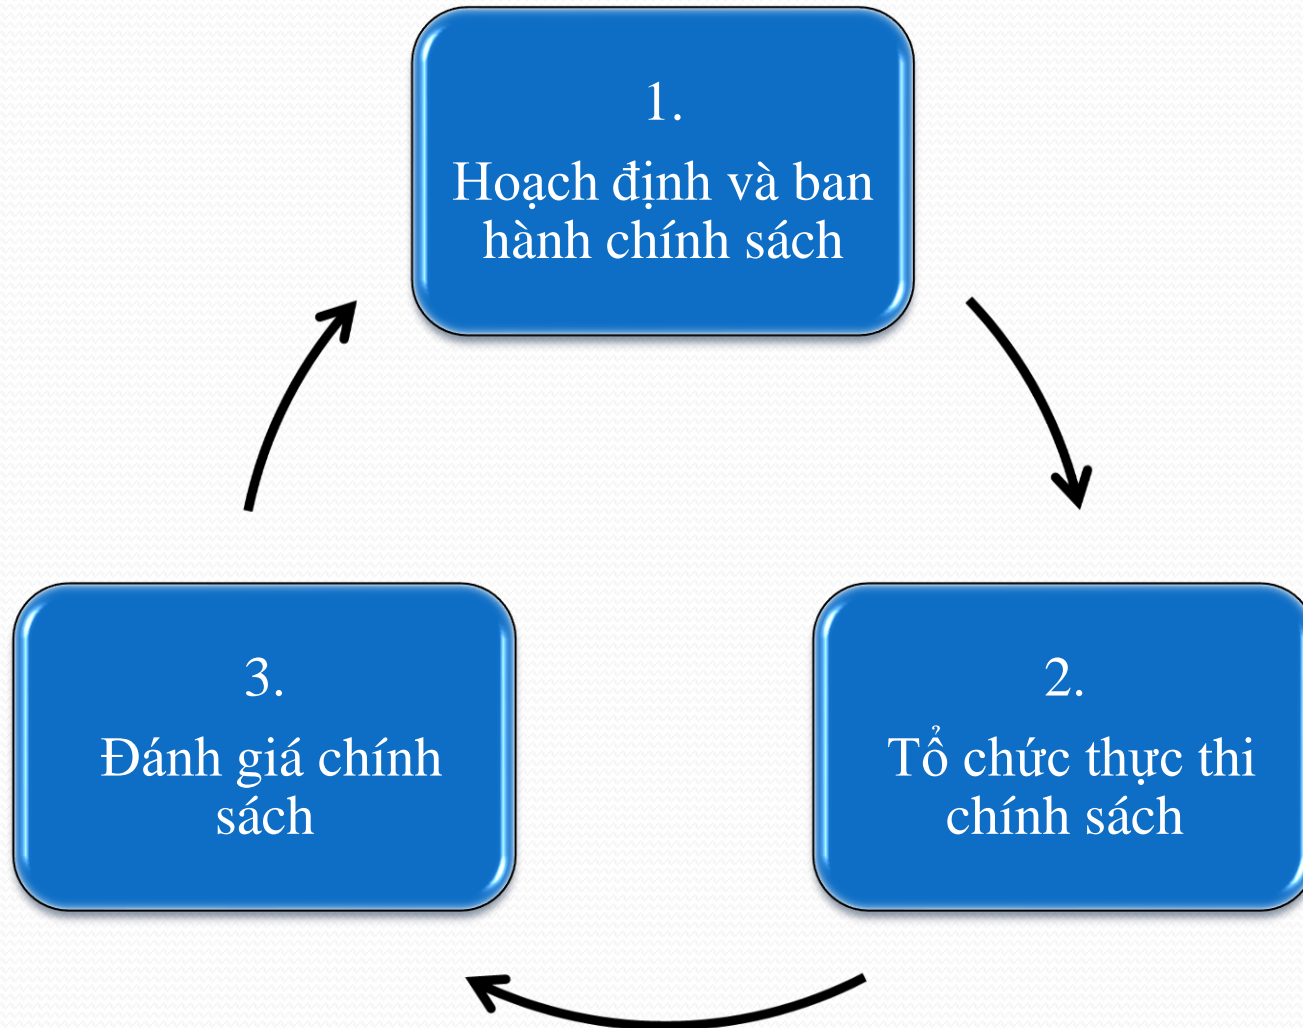 1.
Hoạch định và ban
hành chính sách
3.
Đánh giá chính
sách
2.
Tổ chức thực thi
chính sách